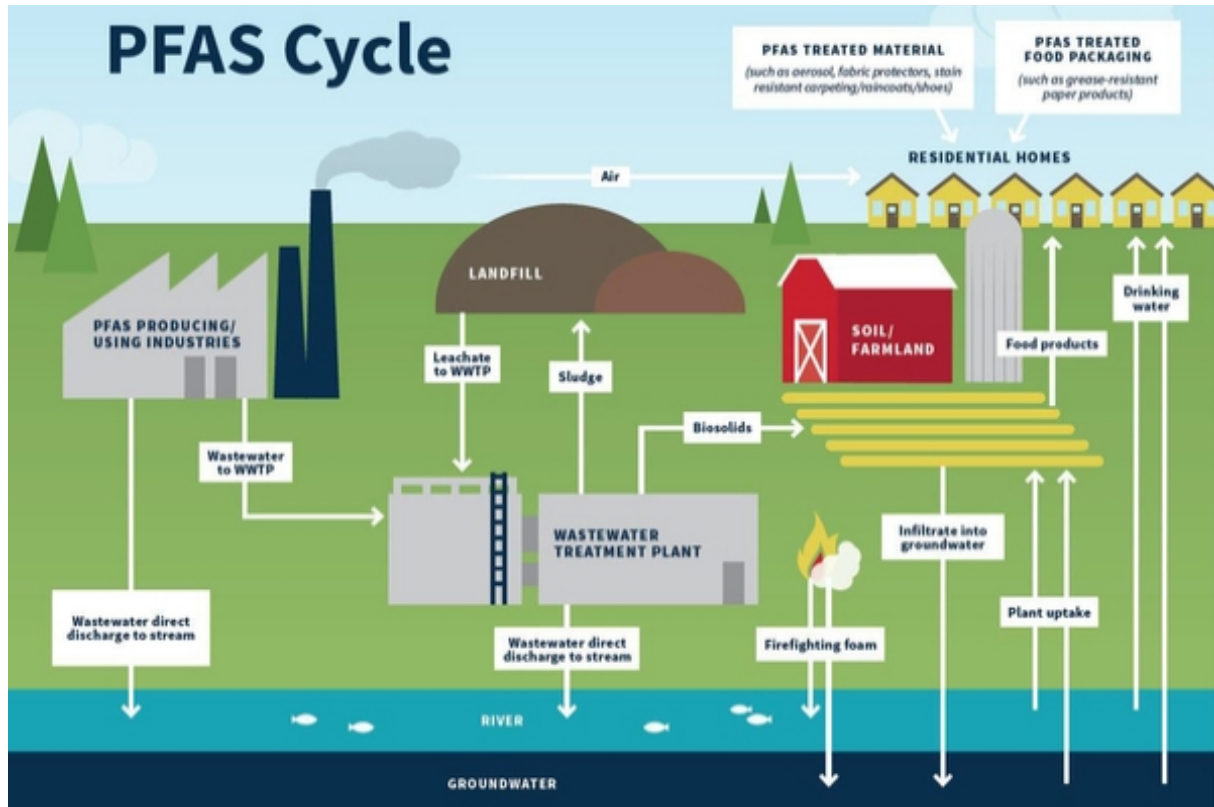 PFAS Cycle
PFAS TREATED MATERIAL
(such as aerosol, fabric protectors, stain
resistant carpeting/raincoats/shoes)
PFAS TREATED
FOOD PACKAGING
(such as grease-resistant
paper products)
RESIDENTIAL HOMES
Air
LANDFILL
PFAS PRODUCING/
USING INDUSTRIES
SOIL/
FARMLAND
Drinking
water
Food products
Leachate
to WWTP
Sludge
Biosolids
Wastewater
to WWTP
WASTEWATER
TREATMENT PLANT
Infiltrate into
groundwater
Plant uptake
Wastewater direct
discharge to stream
Wastewater direct
discharge to stream
Firefighting foam
RIVER
GROUNDWATER